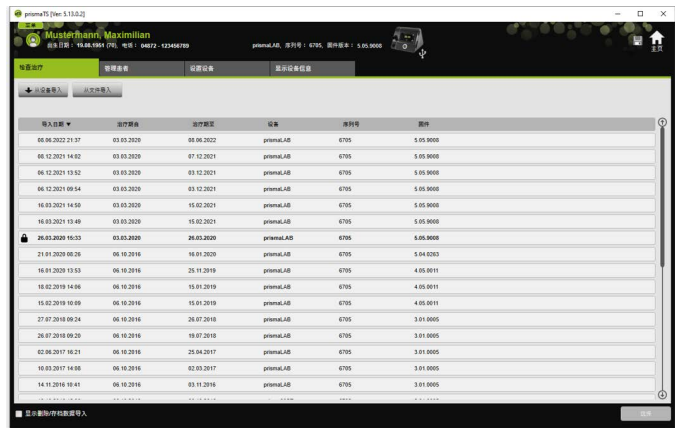 prismaTS [Ver: 5.13.0.2]
Mustermann, Maximilian
出生日期： 19.08.1951 (70)， 电话： 04872 - 123456789
prismaLAB， 序列号： 6705， 固件版本： 5.05.9008
主页
检查治疗 管理患者 设置设备 显示设备信息
从设备导入 从文件导入
导入日期 ▼ 治疗期自 治疗期至 设备 序列号 固件
08.06.2022 21:37 03.03.2020 08.06.2022 prismaLAB 6705 5.05.9008
08.12.2021 14:02 03.03.2020 07.12.2021 prismaLAB 6705 5.05.9008
06.12.2021 13:52 03.03.2020 03.12.2021 prismaLAB 6705 5.05.9008
06.12.2021 09:54 03.03.2020 03.12.2021 prismaLAB 6705 5.05.9008
16.03.2021 14:50 03.03.2020 15.02.2021 prismaLAB 6705 5.05.9008
16.03.2021 13:49 03.03.2020 15.02.2021 prismaLAB 6705 5.05.9008
26.03.2020 15:33 03.03.2020 26.03.2020 prismaLAB 6705 5.05.9008
21.01.2020 08:26 06.10.2016 16.01.2020 prismaLAB 6705 5.04.0263
16.01.2020 13:53 06.10.2016 25.11.2019 prismaLAB 6705 4.05.0011
18.02.2019 14:06 06.10.2016 15.01.2019 prismaLAB 6705 4.05.0011
15.02.2019 10:09 06.10.2016 15.01.2019 prismaLAB 6705 4.05.0011
27.07.2018 09:24 06.10.2016 26.07.2018 prismaLAB 6705 3.01.0005
26.07.2018 09:20 06.10.2016 19.07.2018 prismaLAB 6705 3.01.0005
02.06.2017 16:21 06.10.2016 25.04.2017 prismaLAB 6705 3.01.0005
10.03.2017 14:08 06.10.2016 02.03.2017 prismaLAB 6705 3.01.0005
14.11.2016 10:41 06.10.2016 03.11.2016 prismaLAB 6705 3.01.0005
显示删除/存档数据导入